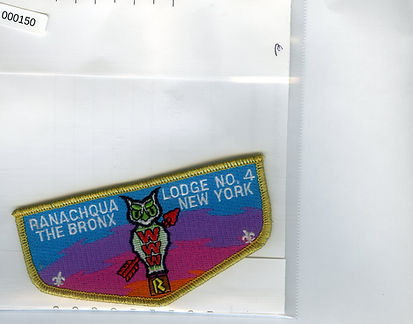 000150
RANACHQUA LODGE NO. 4
THE BRONX NEW YORK
WWW
R